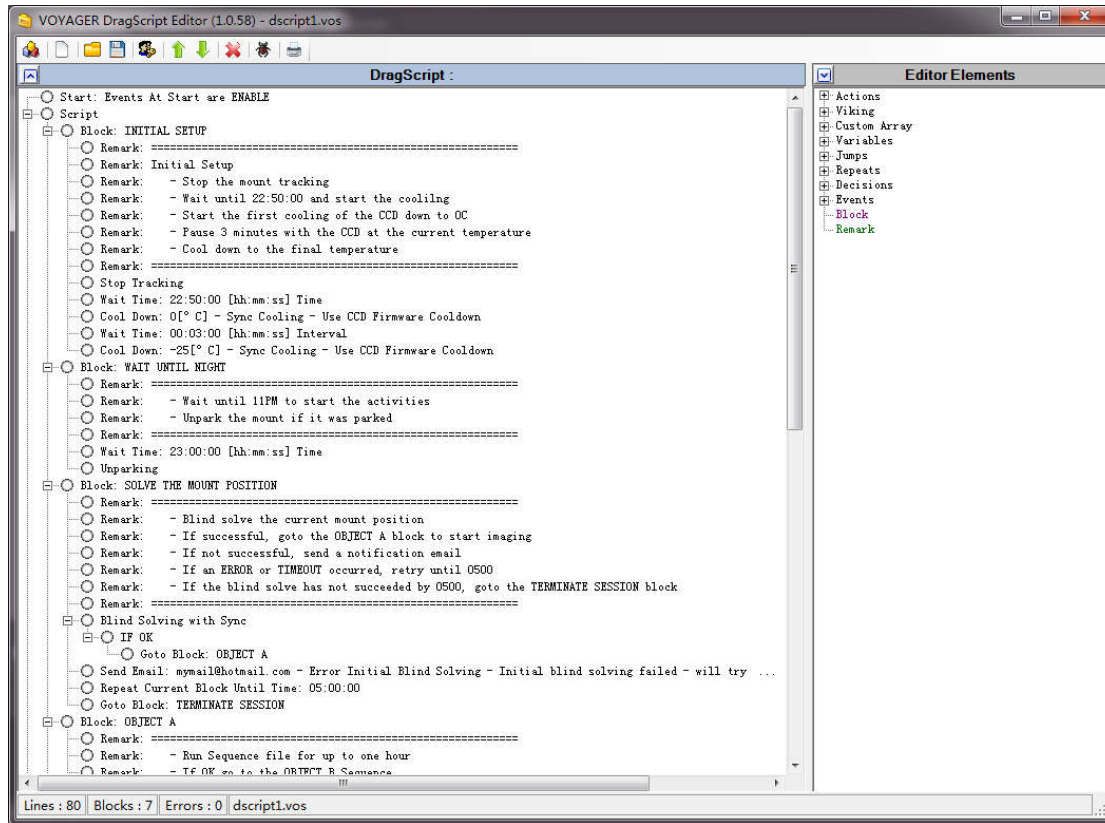 VOYAGER DragScript Editor (1.0.58) - dscript1.vos
DragScript :
Start: Events At Start are ENABLE
Script
Block: INITIAL SETUP
Remark: ==========================================================
Remark: Initial Setup
Remark: - Stop the mount tracking
Remark: - Wait until 22:50:00 and start the coolilng
Remark: - Start the first cooling of the CCD down to 0C
Remark: - Pause 3 minutes with the CCD at the current temperature
Remark: - Cool down to the final temperature
Remark: ==========================================================
Stop Tracking
Wait Time: 22:50:00 [hh:mm:ss] Time
Cool Down: 0[° C] - Sync Cooling - Use CCD Firmware Cooldown
Wait Time: 00:03:00 [hh:mm:ss] Interval
Cool Down: -25[° C] - Sync Cooling - Use CCD Firmware Cooldown
Block: WAIT UNTIL NIGHT
Remark: ==========================================================
Remark: - Wait until 11PM to start the activities
Remark: - Unpark the mount if it was parked
Remark: ==========================================================
Wait Time: 23:00:00 [hh:mm:ss] Time
Unparking
Block: SOLVE THE MOUNT POSITION
Remark: ==========================================================
Remark: - Blind solve the current mount position
Remark: - If successful, goto the OBJECT A block to start imaging
Remark: - If not successful, send a notification email
Remark: - If an ERROR or TIMEOUT occurred, retry until 0500
Remark: - If the blind solve has not succeeded by 0500, goto the TERMINATE SESSION block
Remark: ==========================================================
Blind Solving with Sync
IF OK
Goto Block: OBJECT A
Send Email: mymail@hotmail.com - Error Initial Blind Solving - Initial blind solving failed - will try ...
Repeat Current Block Until Time: 05:00:00
Goto Block: TERMINATE SESSION
Block: OBJECT A
Remark: ==========================================================
Remark: - Run Sequence file for up to one hour
Remark: - If OK go to the OBJECT B Sequence
Editor Elements
Actions
Viking
Custom Array
Variables
Jumps
Repeats
Decisions
Events
Block
Remark
Lines : 80 Blocks : 7 Errors : 0 dscript1.vos